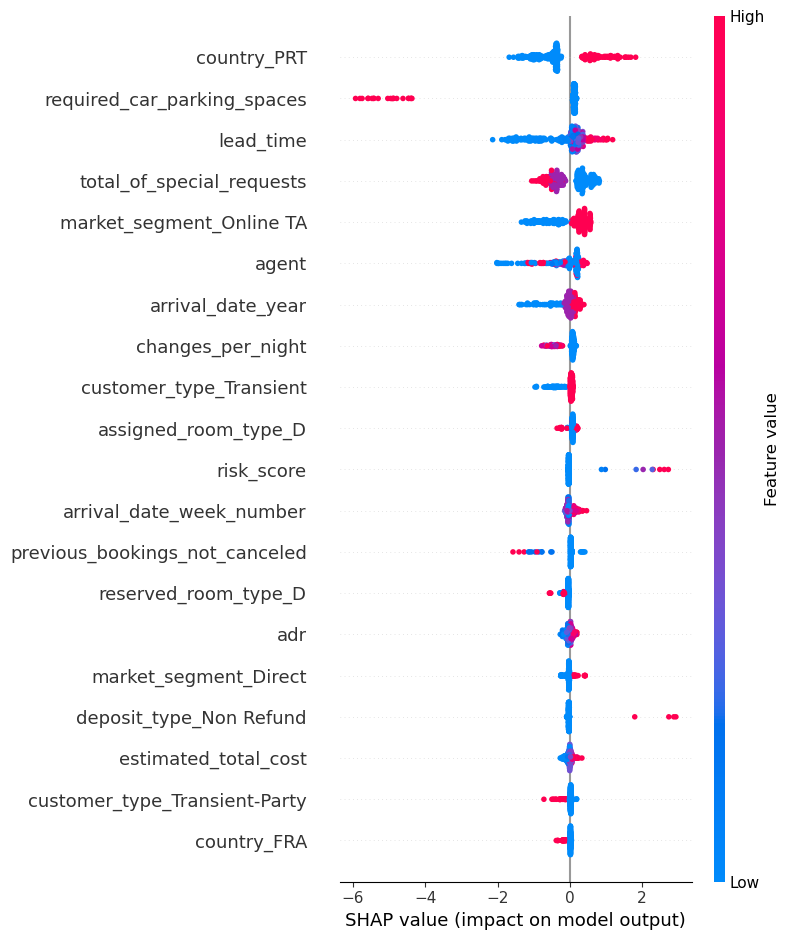 High
country_PRT
required_car_parking_spaces
lead_time
total_of_special_requests
market_segment_Online TA
agent
arrival_date_year
changes_per_night
customer_type_Transient
assigned_room_type_D
risk_score
arrival_date_week_number
previous_bookings_not_canceled
reserved_room_type_D
adr
market_segment_Direct
deposit_type_Non Refund
estimated_total_cost
customer_type_Transient-Party
country_FRA
Feature value
Low
−6 −4 −2 0 2
SHAP value (impact on model output)